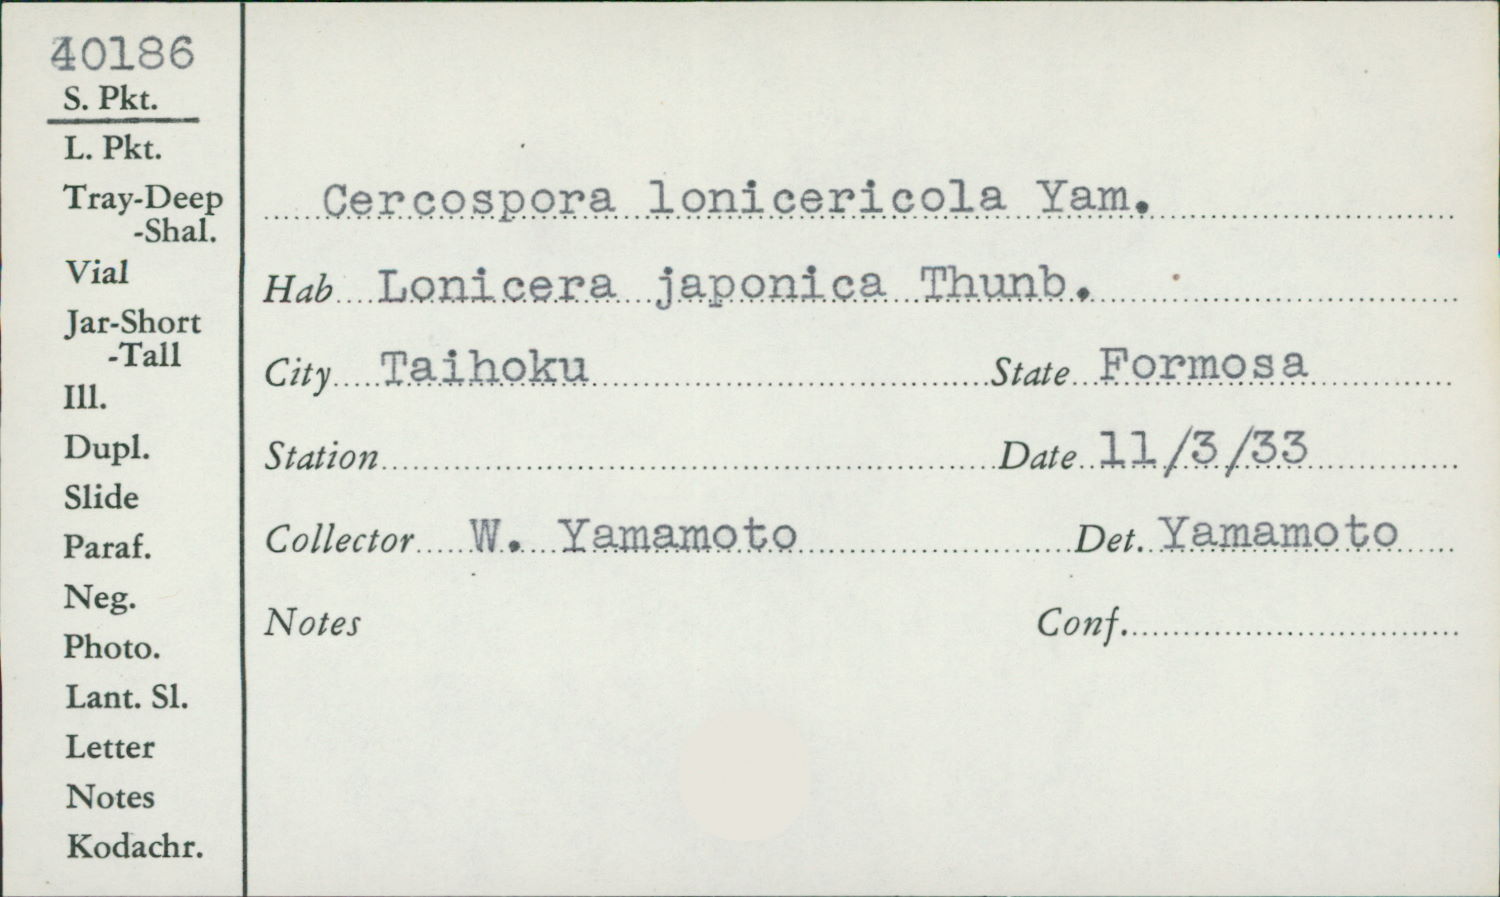 40186
S. Pkt.
L. Pkt.
Tray-Deep
-Shal.
Vial
Jar-Short
-Tall
Ill.
Dupl.
Slide
Paraf.
Neg.
Photo.
Lant. Sl.
Letter
Notes
Kodachr.
Cercospora lonicericola Yam.
Hab Lonicera japonica Thunb.
City Taihoku State Formosa
Station Date 11/3/33
Collector W. Yamamoto Det. Yamamoto
Notes Conf.